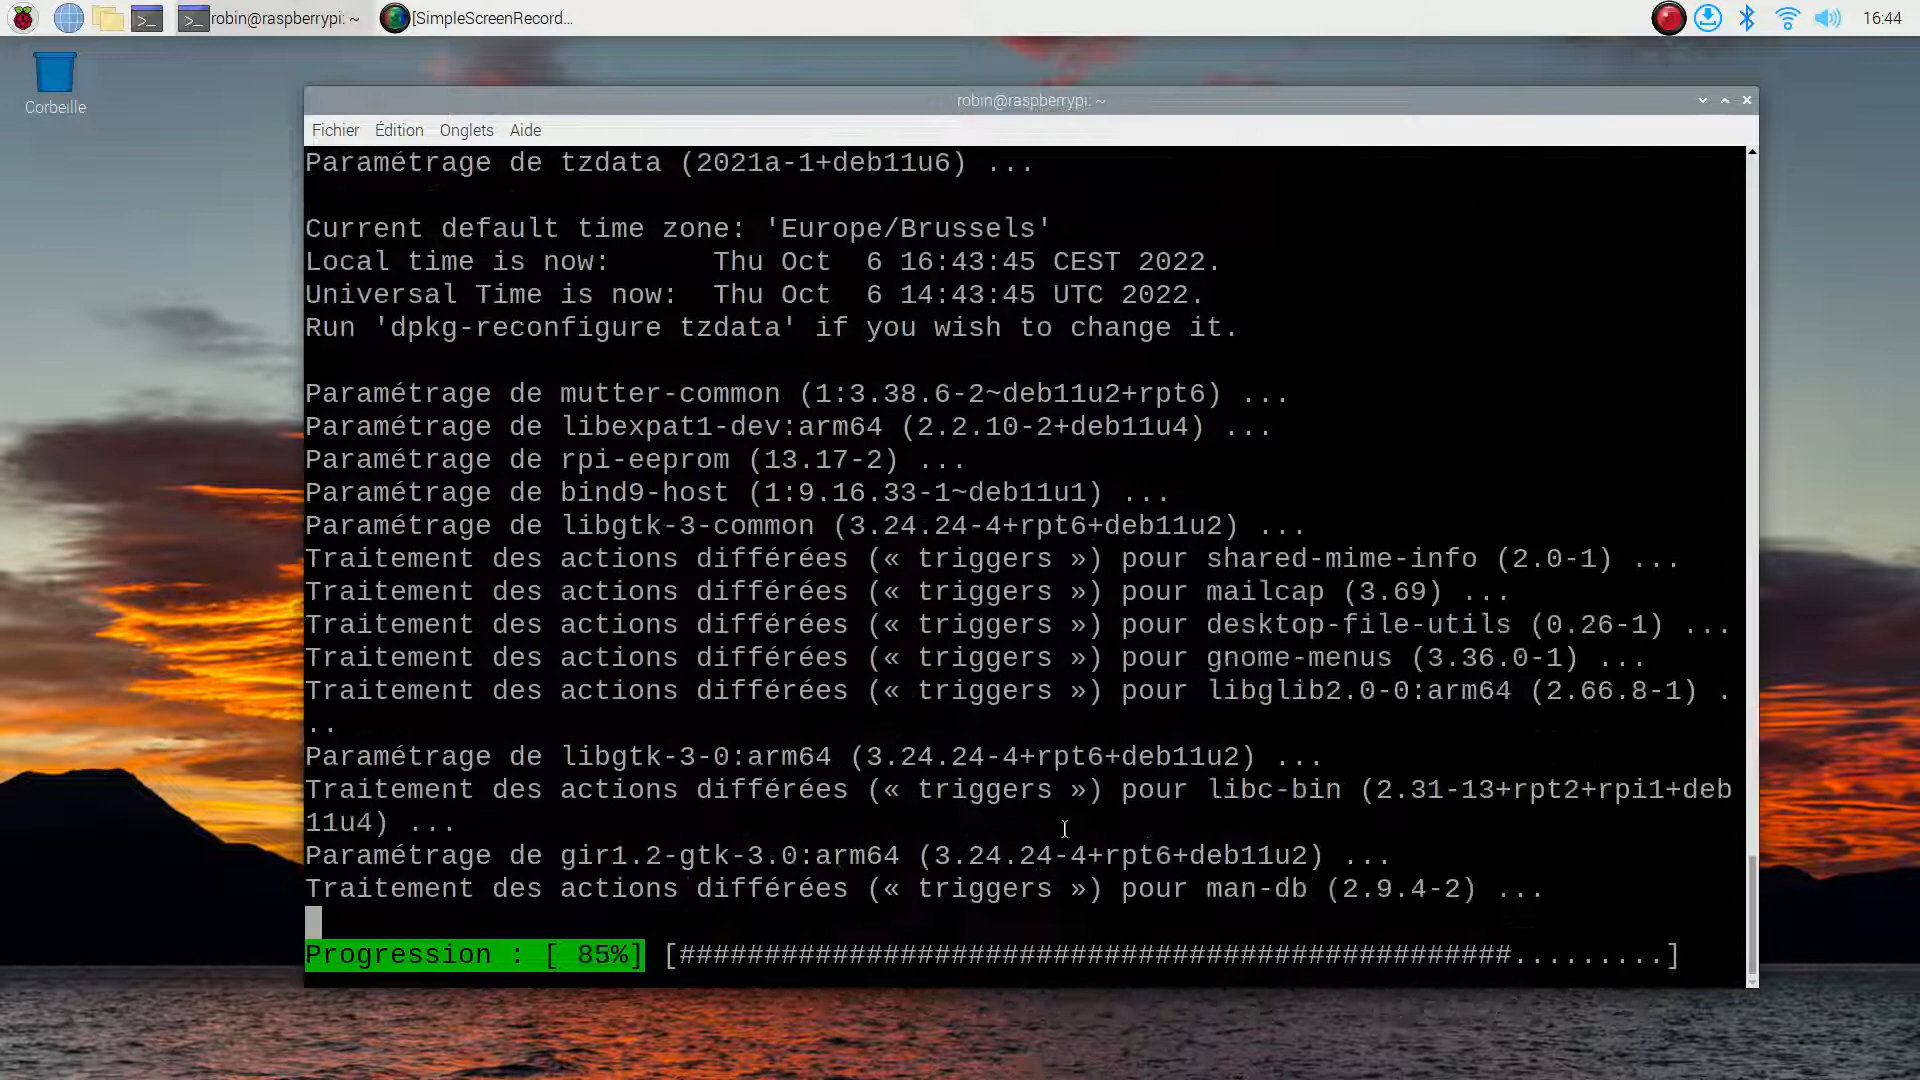 robin@raspberrypi: ~
[SimpleScreenRecord...
16:44
Corbeille
robin@raspberrypi: ~
Fichier Édition Onglets Aide
Paramétrage de tzdata (2021a-1+deb11u6) ...
Current default time zone: 'Europe/Brussels'
Local time is now:      Thu Oct  6 16:43:45 CEST 2022.
Universal Time is now:  Thu Oct  6 14:43:45 UTC 2022.
Run 'dpkg-reconfigure tzdata' if you wish to change it.
Paramétrage de mutter-common (1:3.38.6-2~deb11u2+rpt6) ...
Paramétrage de libexpat1-dev:arm64 (2.2.10-2+deb11u4) ...
Paramétrage de rpi-eeprom (13.17-2) ...
Paramétrage de bind9-host (1:9.16.33-1~deb11u1) ...
Paramétrage de libgtk-3-common (3.24.24-4+rpt6+deb11u2) ...
Traitement des actions différées (« triggers ») pour shared-mime-info (2.0-1) ...
Traitement des actions différées (« triggers ») pour mailcap (3.69) ...
Traitement des actions différées (« triggers ») pour desktop-file-utils (0.26-1) ...
Traitement des actions différées (« triggers ») pour gnome-menus (3.36.0-1) ...
Traitement des actions différées (« triggers ») pour libglib2.0-0:arm64 (2.66.8-1) .
..
Paramétrage de libgtk-3-0:arm64 (3.24.24-4+rpt6+deb11u2) ...
Traitement des actions différées (« triggers ») pour libc-bin (2.31-13+rpt2+rpi1+deb
11u4) ...
Paramétrage de gir1.2-gtk-3.0:arm64 (3.24.24-4+rpt6+deb11u2) ...
Traitement des actions différées (« triggers ») pour man-db (2.9.4-2) ...
Progression : [ 85%] [#################################################.........]